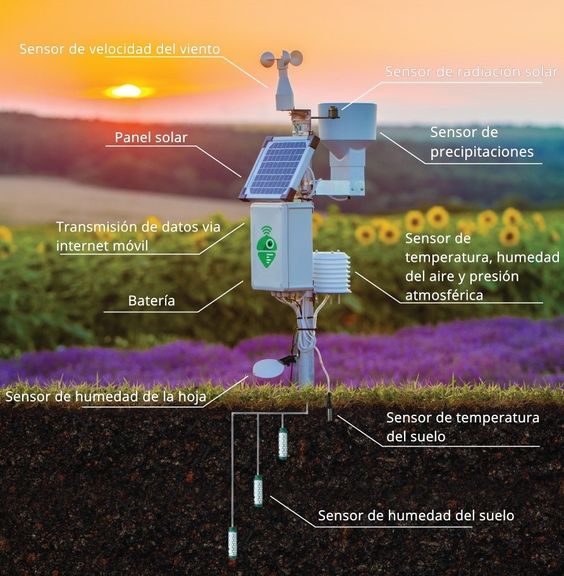 Sensor de velocidad del viento
Sensor de radiación solar
Panel solar
Sensor de
precipitaciones
Transmisión de datos via
internet móvil
Sensor de
temperatura, humedad
del aire y presión
atmosférica
Batería
Sensor de humedad de la hoja
Sensor de temperatura
del suelo
Sensor de humedad del suelo